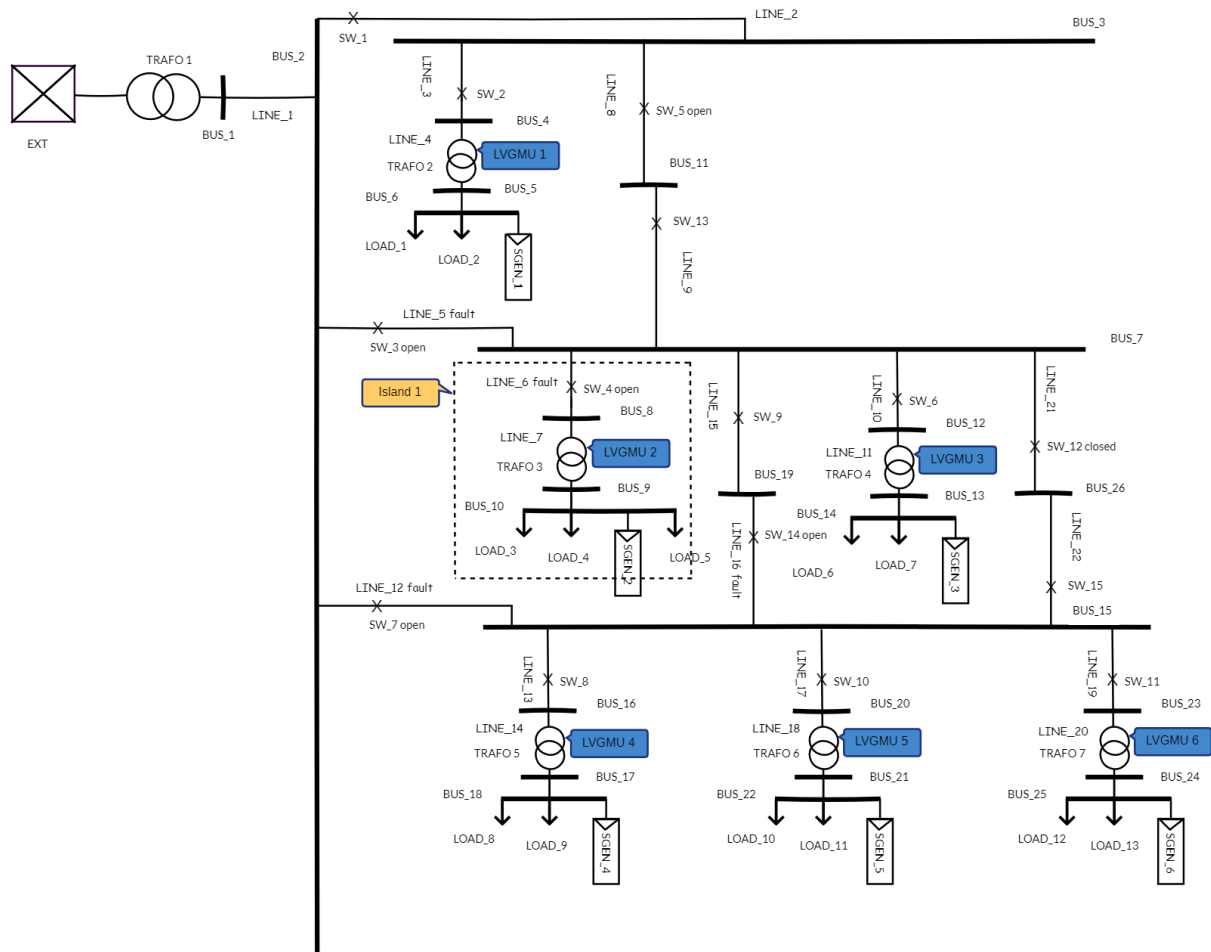 LINE_2
BUS_3
SW_1
BUS_2
TRAFO 1
LINE_1
BUS_1
EXT
LINE_3
SW_2
BUS_4
LINE_4
LVGMU 1
TRAFO 2
BUS_5
BUS_6
LOAD_1
LOAD_2
SGEN_1
LINE_8
SW_5 open
BUS_11
SW_13
LINE_9
LINE_5 fault
SW_3 open
BUS_7
Island 1
LINE_6 fault
SW_4 open
BUS_8
LINE_7
LVGMU 2
TRAFO 3
BUS_9
BUS_10
LOAD_3
LOAD_4
SGEN_2
LOAD_5
LINE_15
SW_9
BUS_19
SW_14 open
LINE_16 fault
LINE_10
SW_6
BUS_12
LINE_11
LVGMU 3
TRAFO 4
BUS_13
BUS_14
LOAD_6
LOAD_7
SGEN_3
LINE_21
SW_12 closed
BUS_26
LINE_22
SW_15
BUS_15
LINE_12 fault
SW_7 open
LINE_13
SW_8
BUS_16
LINE_14
LVGMU 4
TRAFO 5
BUS_17
BUS_18
LOAD_8
LOAD_9
SGEN_4
LINE_17
SW_10
BUS_20
LINE_18
LVGMU 5
TRAFO 6
BUS_21
BUS_22
LOAD_10
LOAD_11
SGEN_5
LINE_19
SW_11
BUS_23
LINE_20
LVGMU 6
TRAFO 7
BUS_24
BUS_25
LOAD_12
LOAD_13
SGEN_6